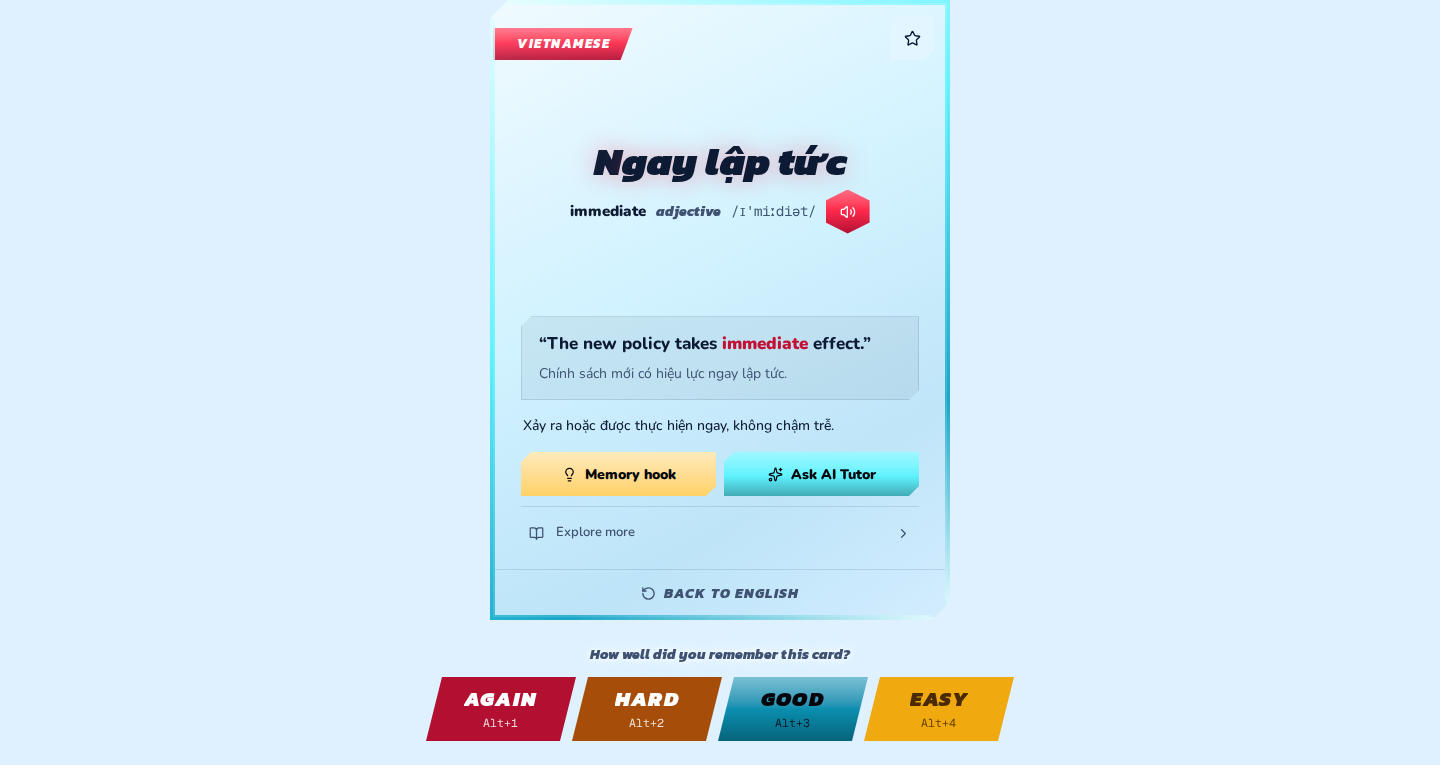 VIETNAMESE
Ngay lập tức
immediate adjective /ɪˈmiːdiət/
“The new policy takes immediate effect.”
Chính sách mới có hiệu lực ngay lập tức.
Xảy ra hoặc được thực hiện ngay, không chậm trễ.
Memory hook
Ask AI Tutor
Explore more
BACK TO ENGLISH
How well did you remember this card?
AGAIN
Alt+1
HARD
Alt+2
GOOD
Alt+3
EASY
Alt+4